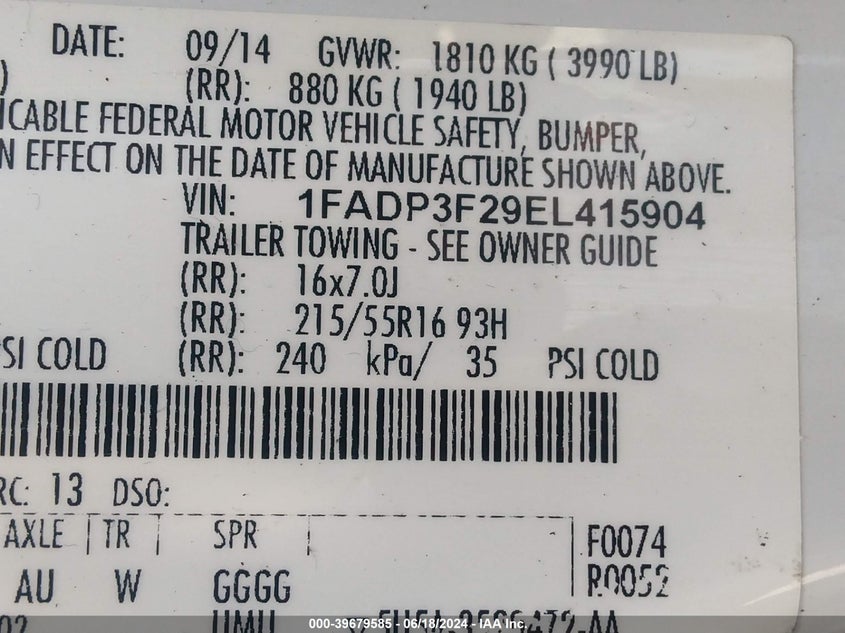 DATE: 09/14 GVWR: 1810 KG ( 3990 LB)
) (RR): 880 KG ( 1940 LB)
ICABLE FEDERAL MOTOR VEHICLE SAFETY, BUMPER,
N EFFECT ON THE DATE OF MANUFACTURE SHOWN ABOVE.
VIN: 1FADP3F29EL415904
TRAILER TOWING - SEE OWNER GUIDE
(RR): 16x7.0J
(RR): 215/55R16 93H
PSI COLD (RR): 240 kPa/ 35 PSI COLD
RC: 13 DSO:
AXLE TR SPR
F0074
AU W GGGG R0052
02 UMU
000-39679585 - 06/18/2024 - IAA Inc.